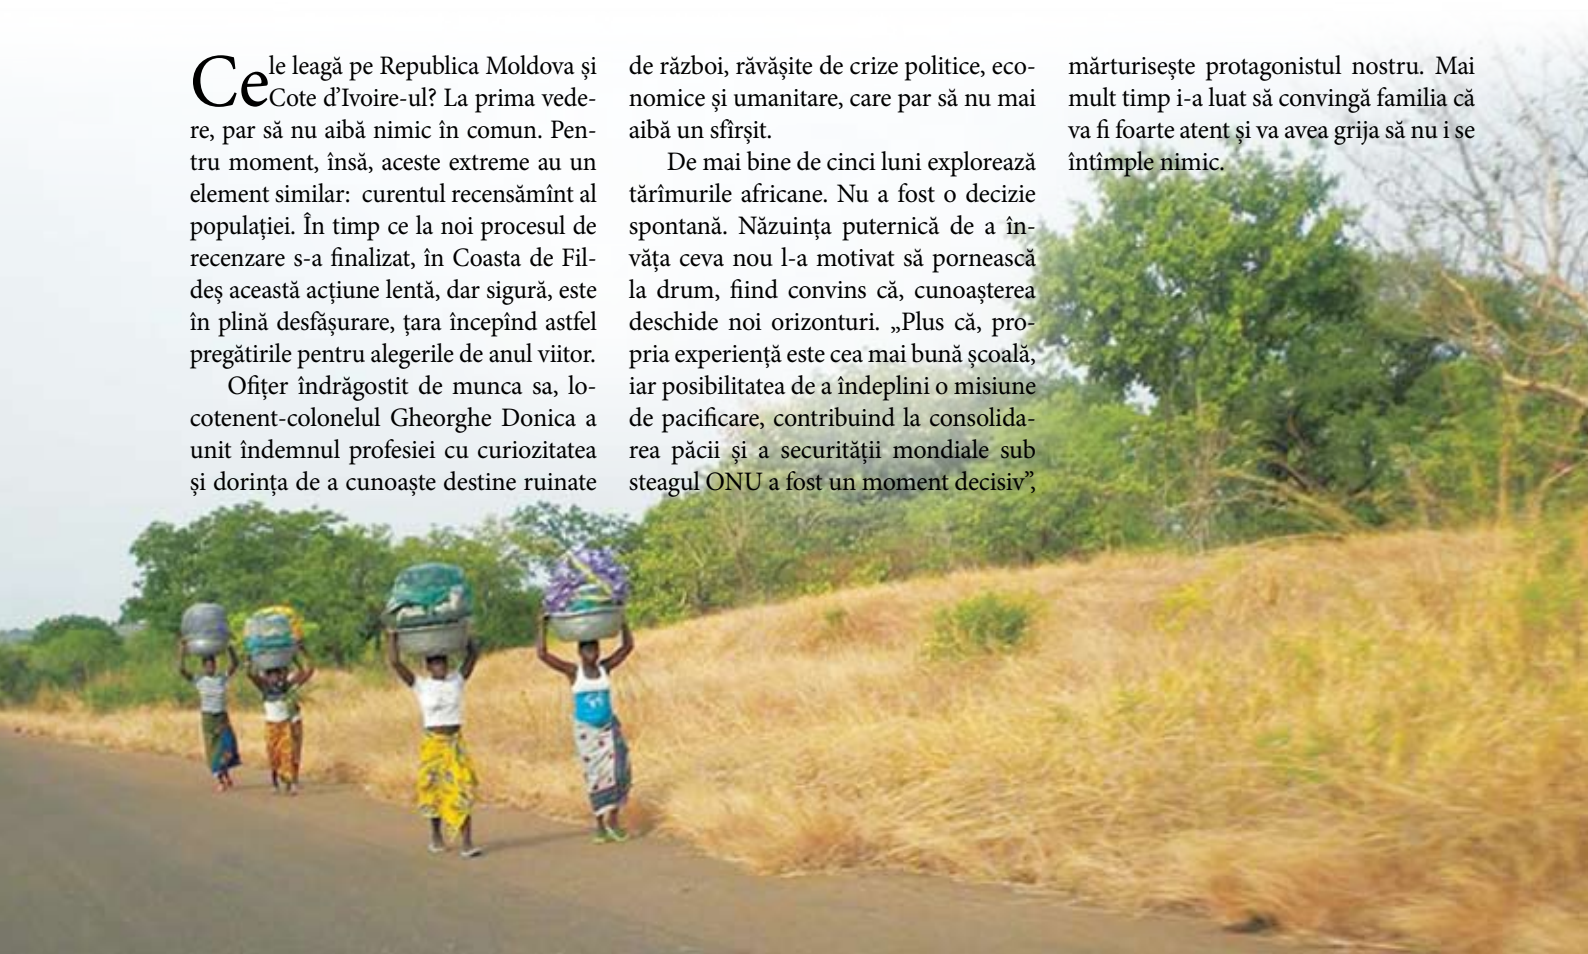 Ce le leagă pe Republica Moldova și
Cote d’Ivoire-ul? La prima vede-
re, par să nu aibă nimic în comun. Pen-
tru moment, însă, aceste extreme au un
element similar: curentul recensămînt al
populației. În timp ce la noi procesul de
recenzare s-a finalizat, în Coasta de Fil-
deș această acțiune lentă, dar sigură, este
în plină desfășurare, țara începînd astfel
pregătirile pentru alegerile de anul viitor.
Ofițer îndrăgostit de munca sa, lo-
cotenent-colonelul Gheorghe Donica a
unit îndemnul profesiei cu curiozitatea
și dorința de a cunoaște destine ruinate
de război, răvășite de crize politice, eco-
nomice și umanitare, care par să nu mai
aibă un sfîrșit.
De mai bine de cinci luni explorează
tărîmurile africane. Nu a fost o decizie
spontană. Năzuința puternică de a în-
văța ceva nou l-a motivat să pornească
la drum, fiind convins că, cunoașterea
deschide noi orizonturi. „Plus că, pro-
pria experiență este cea mai bună școală,
iar posibilitatea de a îndeplini o misiune
de pacificare, contribuind la consolida-
rea păcii și a securității mondiale sub
steagul ONU a fost un moment decisiv”,
mărturisește protagonistul nostru. Mai
mult timp i-a luat să convingă familia că
va fi foarte atent și va avea grija să nu i se
întîmple nimic.